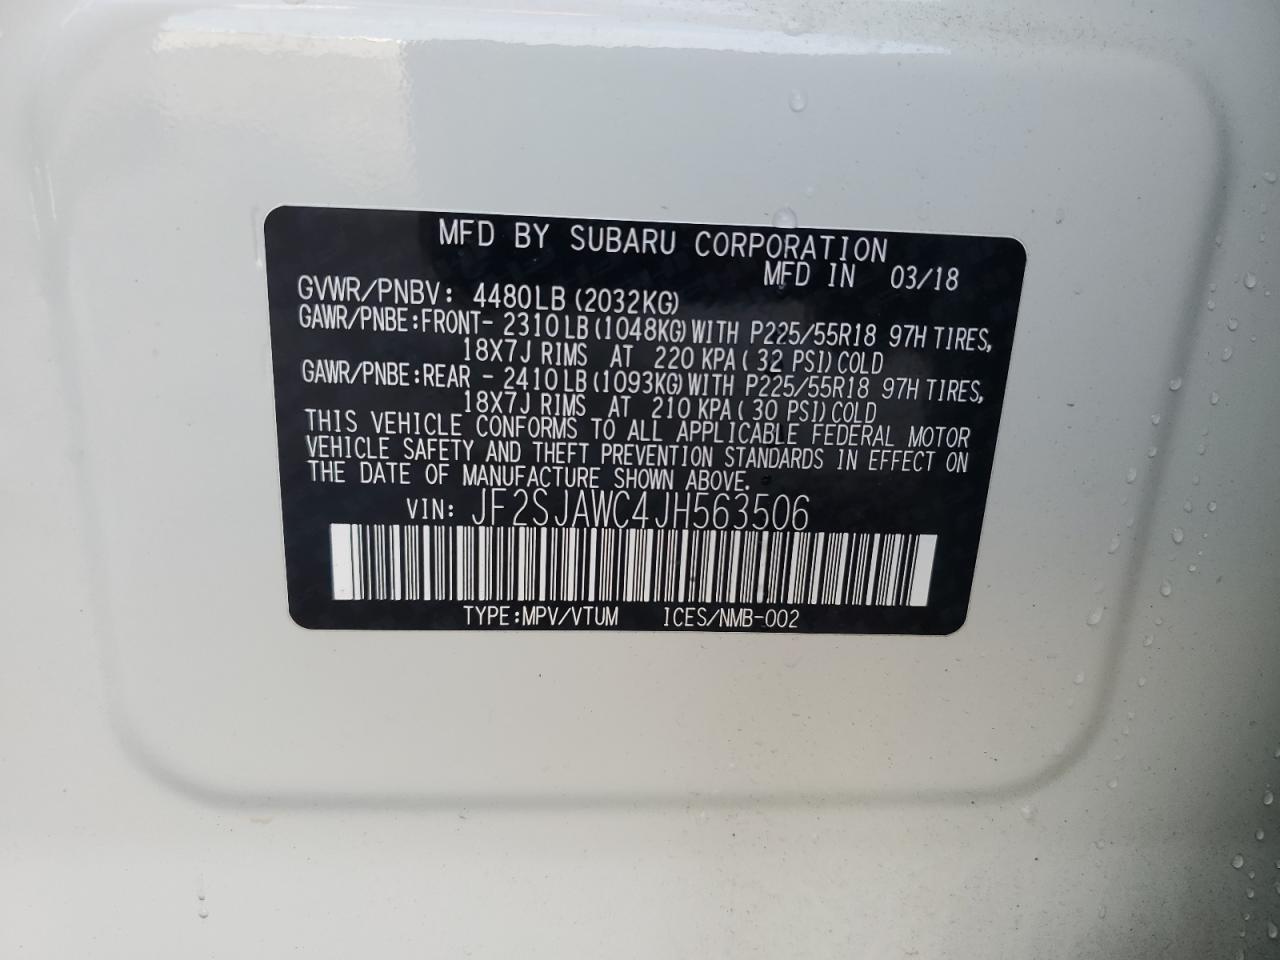 MFD BY SUBARU CORPORATION
MFD IN 03/18
GVWR/PNBV: 4480LB (2032KG)
GAWR/PNBE:FRONT- 2310LB (1048KG) WITH P225/55R18 97H TIRES,
18X7J RIMS AT 220 KPA ( 32 PSI) COLD
GAWR/PNBE:REAR - 2410LB (1093KG) WITH P225/55R18 97H TIRES,
18X7J RIMS AT 210 KPA ( 30 PSI) COLD
THIS VEHICLE CONFORMS TO ALL APPLICABLE FEDERAL MOTOR
VEHICLE SAFETY AND THEFT PREVENTION STANDARDS IN EFFECT ON
THE DATE OF MANUFACTURE SHOWN ABOVE.
VIN: JF2SJAWC4JH563506
TYPE:MPV/VTUM ICES/NMB-002